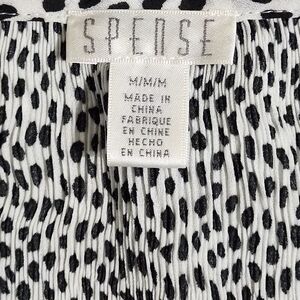 SPENSE
M/M/M
MADE IN
CHINA
FABRIQUE
EN CHINE
HECHO
EN CHINA